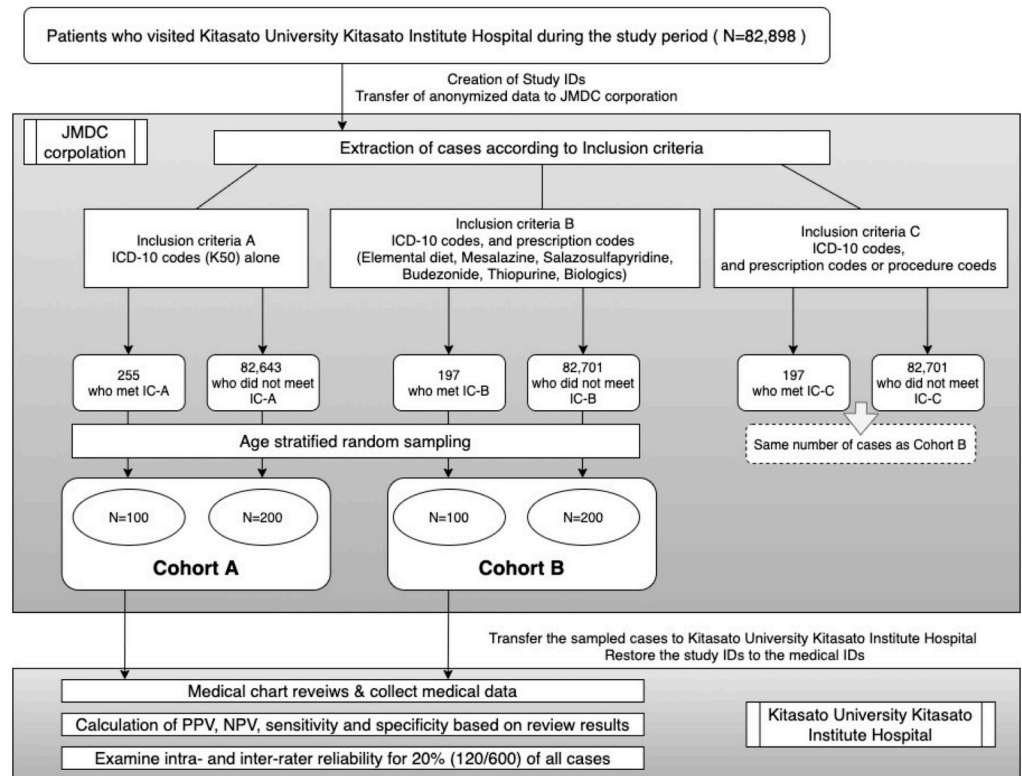 Patients who visited Kitasato University Kitasato Institute Hospital during the study period ( N=82,898 )
Creation of Study IDs
Transfer of anonymized data to JMDC corporation
JMDC
corpolation
Extraction of cases according to Inclusion criteria
Inclusion criteria A
ICD-10 codes (K50) alone
Inclusion criteria B
ICD-10 codes, and prescription codes
(Elemental diet, Mesalazine, Salazosulfapyridine,
Budezonide, Thiopurine, Biologics)
Inclusion criteria C
ICD-10 codes,
and prescription codes or procedure coeds
255
who met IC-A
82,643
who did not meet
IC-A
197
who met IC-B
82,701
who did not meet
IC-B
197
who met IC-C
82,701
who did not meet
IC-C
Same number of cases as Cohort B
Age stratified random sampling
N=100
N=200
Cohort A
N=100
N=200
Cohort B
Transfer the sampled cases to Kitasato University Kitasato Institute Hospital
Restore the study IDs to the medical IDs
Medical chart reveiws & collect medical data
Calculation of PPV, NPV, sensitivity and specificity based on review results
Examine intra- and inter-rater reliability for 20% (120/600) of all cases
Kitasato University Kitasato
Institute Hospital